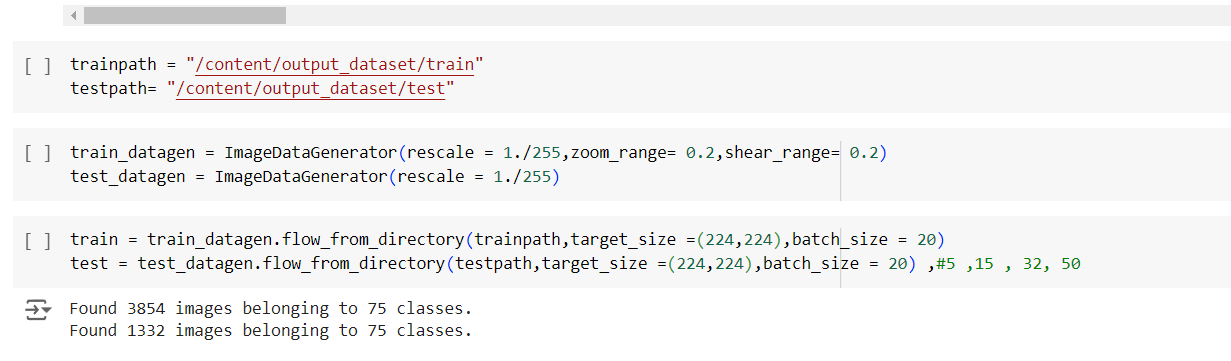 [ ] trainpath = "/content/output_dataset/train"
testpath= "/content/output_dataset/test"
[ ] train_datagen = ImageDataGenerator(rescale = 1./255,zoom_range= 0.2,shear_range= 0.2)
test_datagen = ImageDataGenerator(rescale = 1./255)
[ ] train = train_datagen.flow_from_directory(trainpath,target_size =(224,224),batch_size = 20)
test = test_datagen.flow_from_directory(testpath,target_size =(224,224),batch_size = 20) ,#5 ,15 , 32, 50
Found 3854 images belonging to 75 classes.
Found 1332 images belonging to 75 classes.